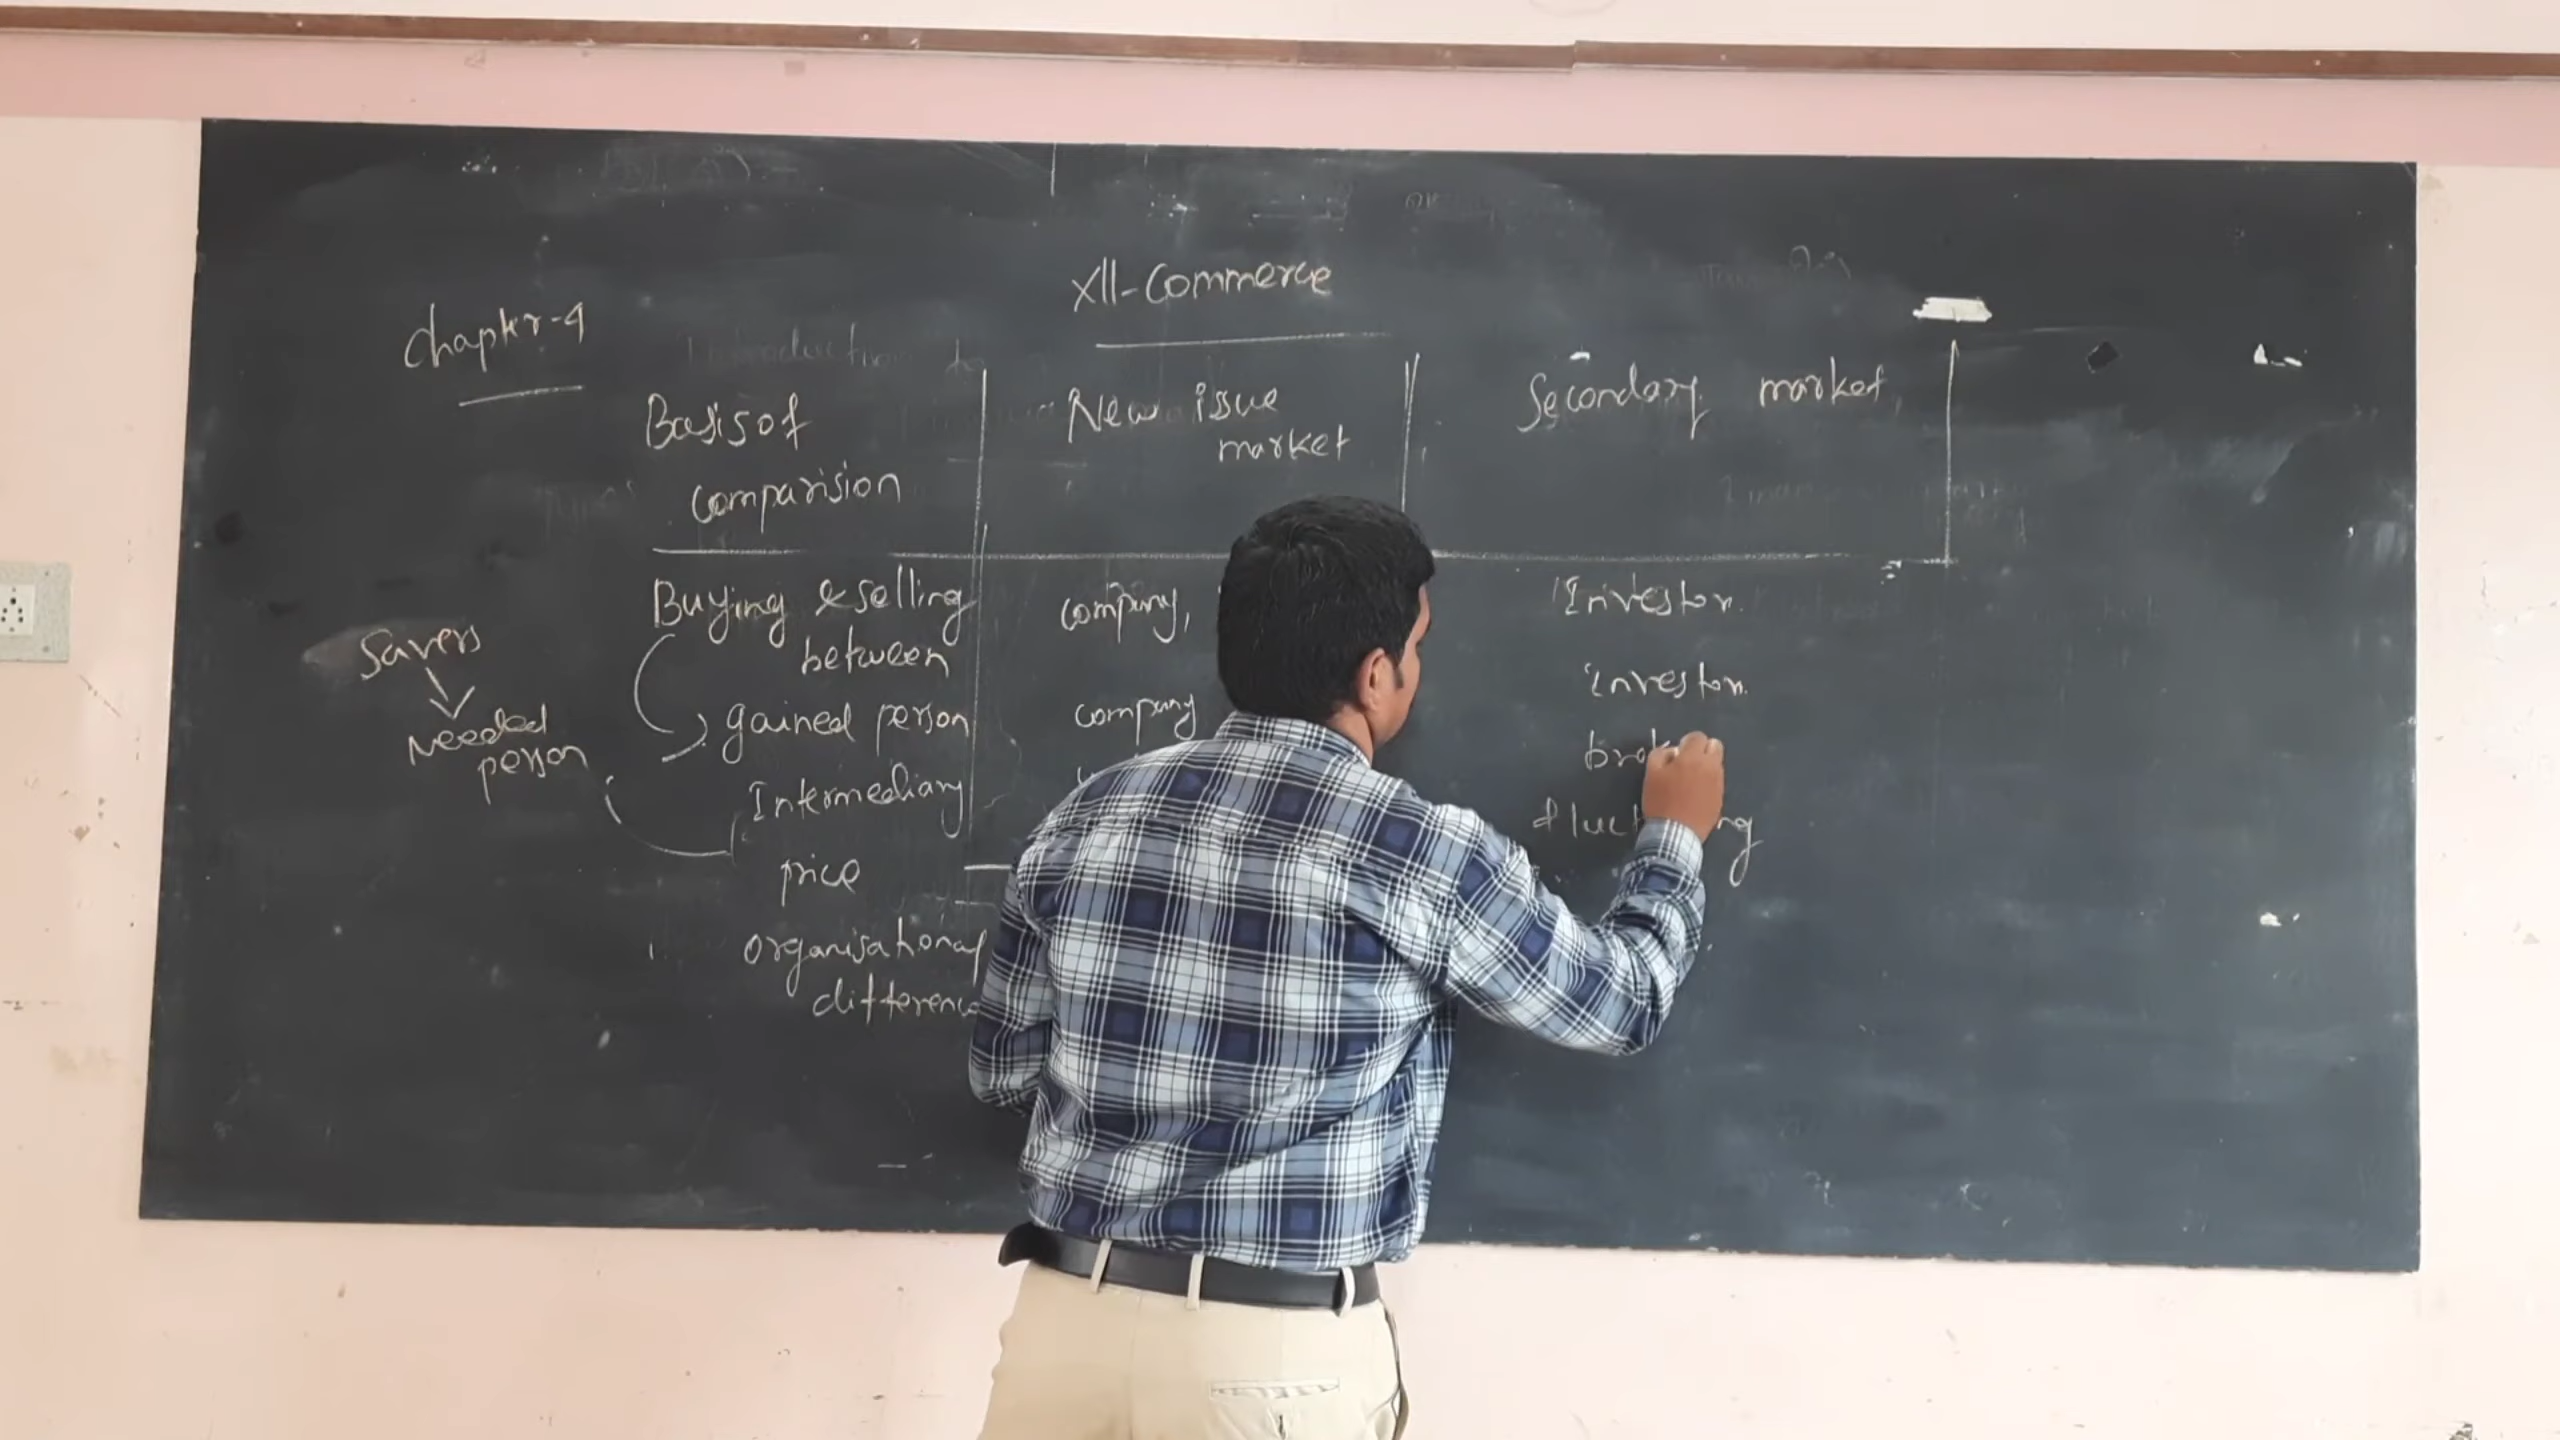 XII-Commerce
Chapter-4
Basis of
comparision
New issue
market
Secondary market
Buying & selling
between
company,
Investor
Savers
Needed
person
gained person
company
Investor
Intermediary
price
organisational
difference